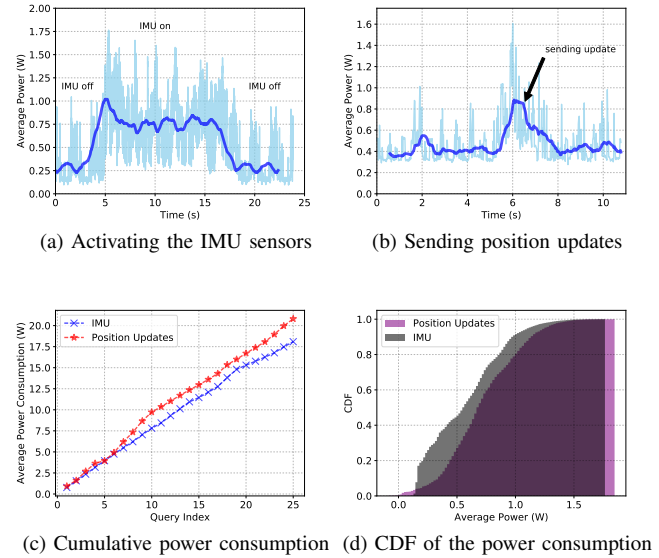 2.00
1.75
1.50
1.25
1.00
0.75
0.50
0.25
0.00
Average Power (W)
IMU on
IMU off
IMU off
0 5 10 15 20 25
Time (s)
(a) Activating the IMU sensors
1.6
1.4
1.2
1.0
0.8
0.6
0.4
0.2
0.0
Average Power (W)
sending update
0 2 4 6 8 10
Time (s)
(b) Sending position updates
20.0
17.5
15.0
12.5
10.0
7.5
5.0
2.5
0.0
Average Power Consumption (W)
IMU
Position Updates
0 5 10 15 20 25
Query Index
(c) Cumulative power consumption
1.0
0.8
0.6
0.4
0.2
0.0
CDF
Position Updates
IMU
0.0 0.5 1.0 1.5
Average Power (W)
(d) CDF of the power consumption